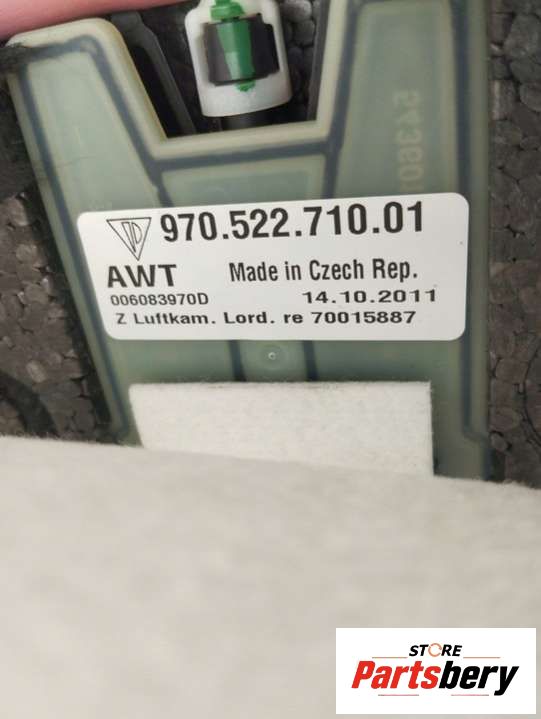 970.522.710.01
AWT Made in Czech Rep.
006083970D 14.10.2011
Z Luftkam. Lord. re 70015887
STORE
Partsbery